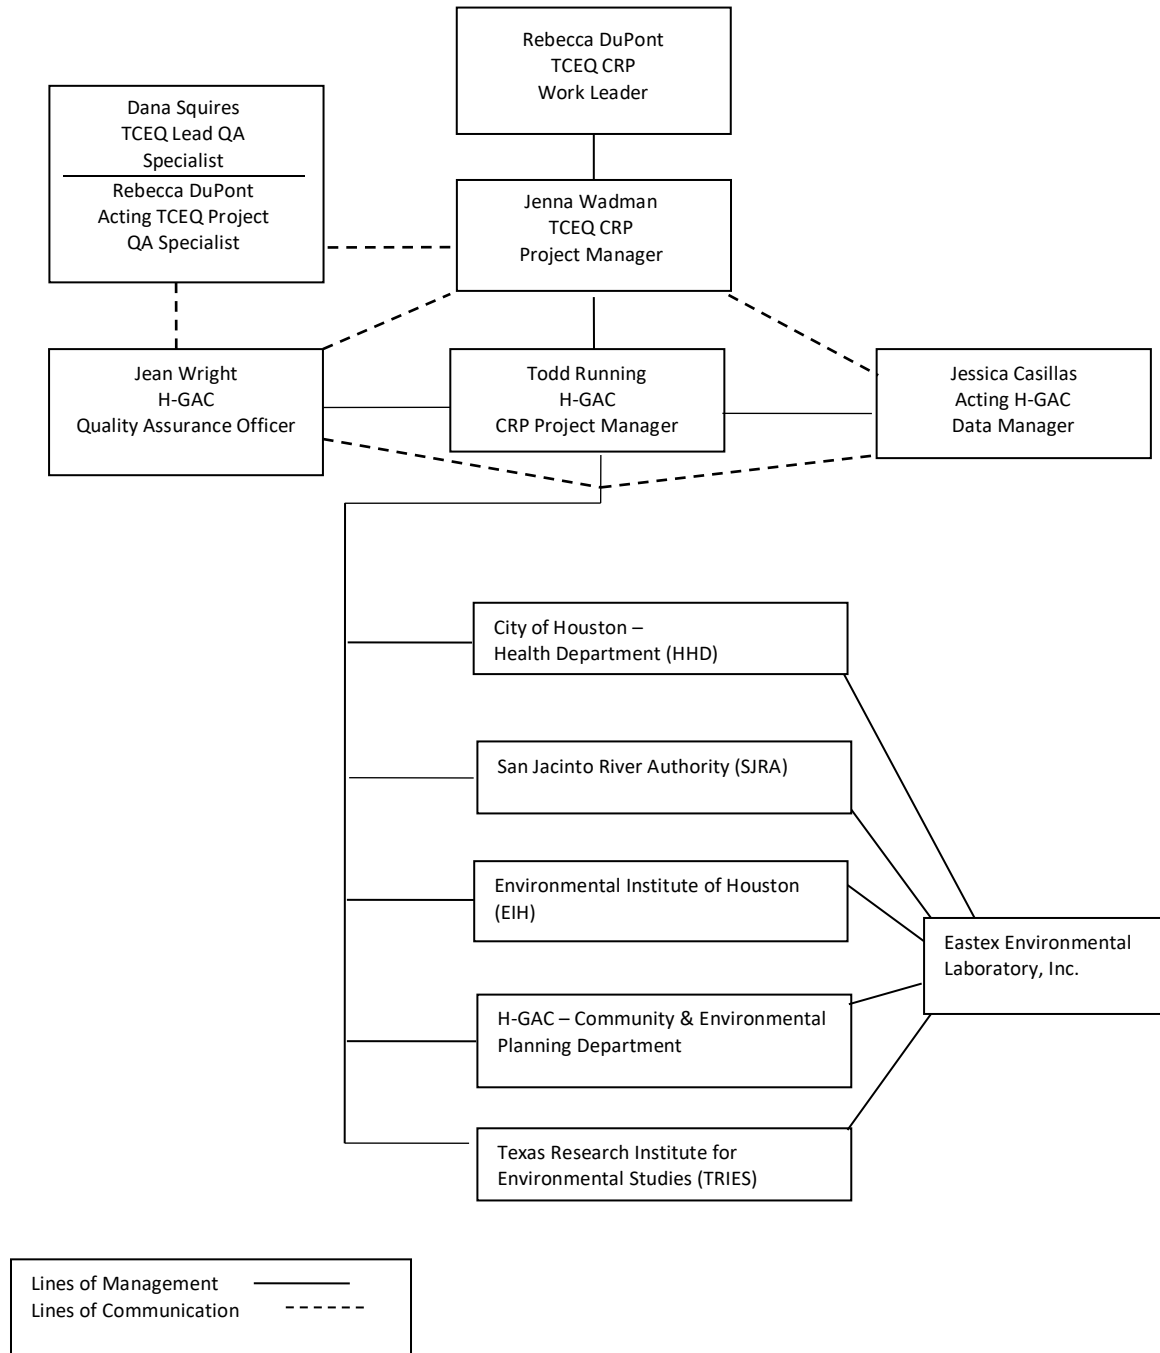 Rebecca DuPont
TCEQ CRP
Work Leader
Dana Squires
TCEQ Lead QA
Specialist
Rebecca DuPont
Acting TCEQ Project
QA Specialist
Jenna Wadman
TCEQ CRP
Project Manager
Jean Wright
H-GAC
Quality Assurance Officer
Todd Running
H-GAC
CRP Project Manager
Jessica Casillas
Acting H-GAC
Data Manager
City of Houston –
Health Department (HHD)
San Jacinto River Authority (SJRA)
Environmental Institute of Houston
(EIH)
Eastex Environmental
Laboratory, Inc.
H-GAC – Community & Environmental
Planning Department
Texas Research Institute for
Environmental Studies (TRIES)
Lines of Management
Lines of Communication